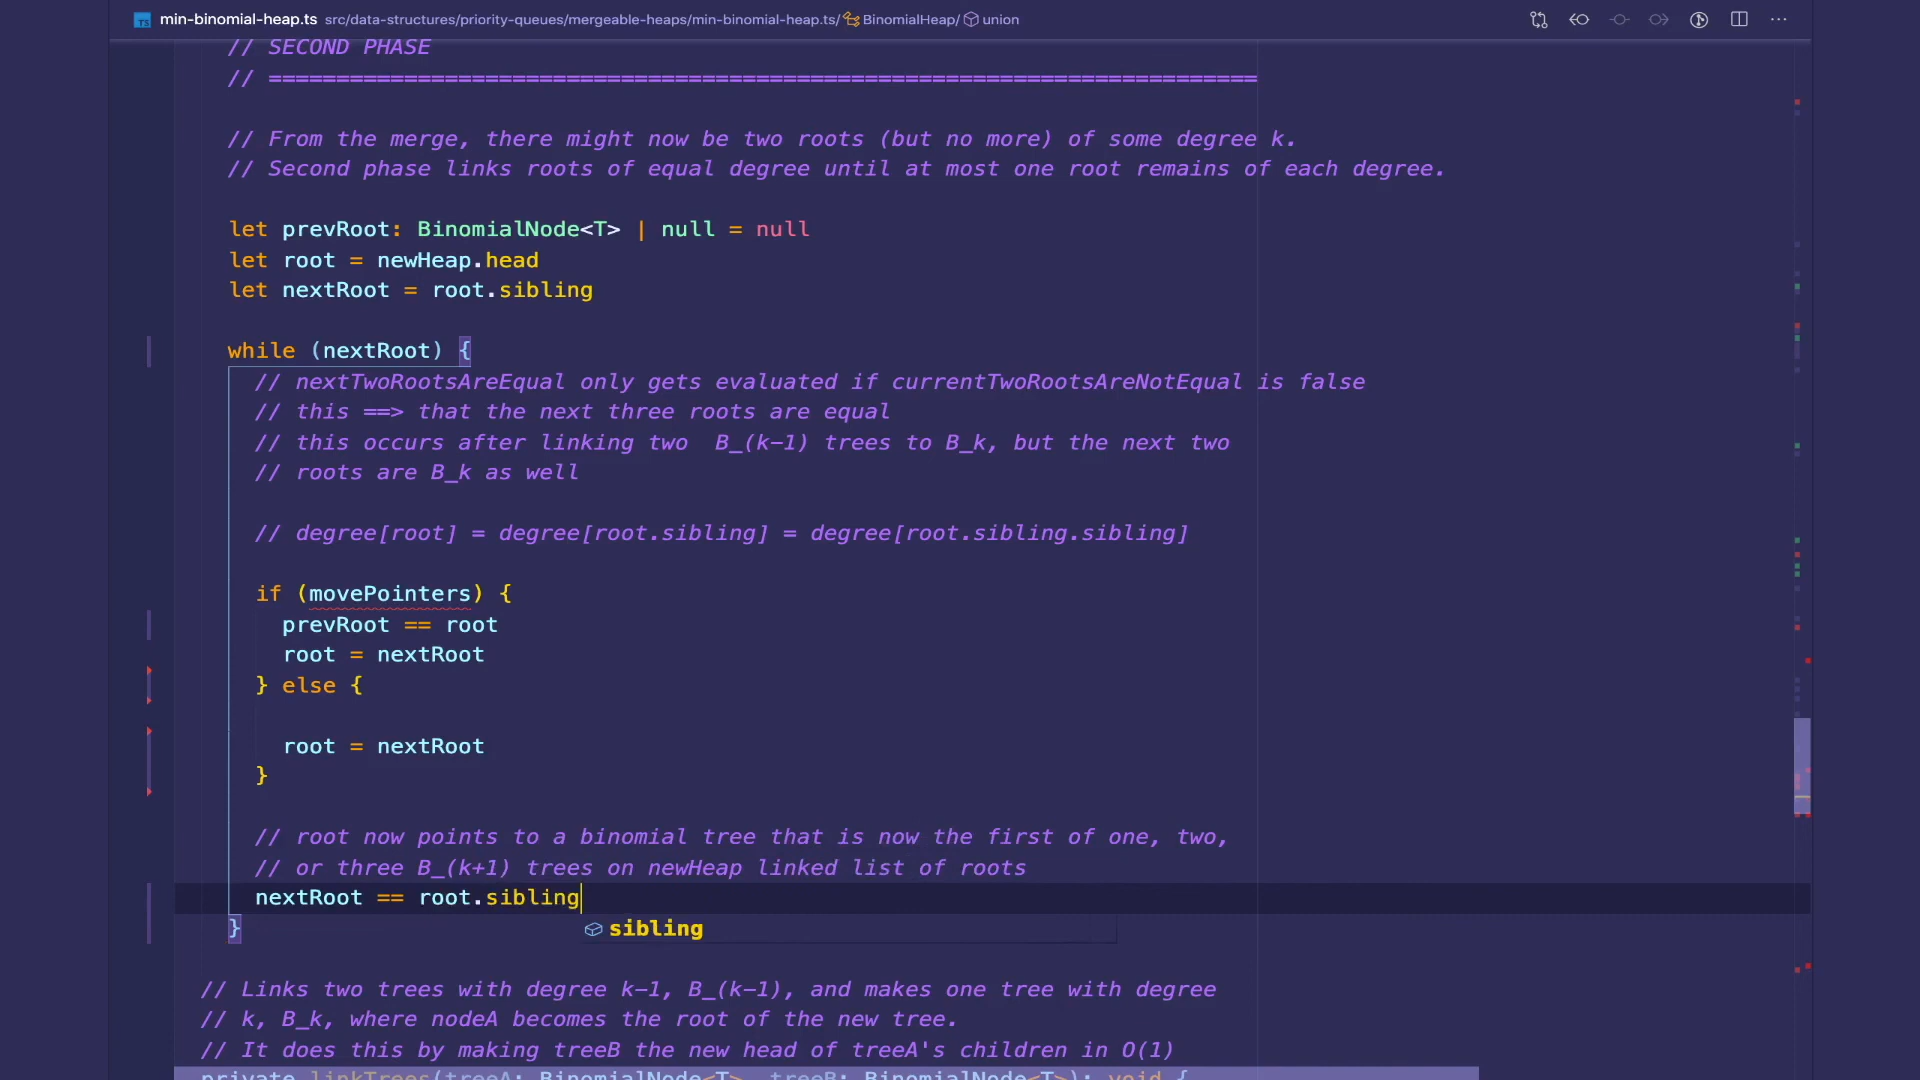 min-binomial-heap.ts src/data-structures/priority-queues/mergeable-heaps/min-binomial-heap.ts/ BinomialHeap/ union
// SECOND PHASE
// =========================================================================
// From the merge, there might now be two roots (but no more) of some degree k.
// Second phase links roots of equal degree until at most one root remains of each degree.
let prevRoot: BinomialNode<T> | null = null
let root = newHeap.head
let nextRoot = root.sibling
while (nextRoot) {
// nextTwoRootsAreEqual only gets evaluated if currentTwoRootsAreNotEqual is false
// this ==> that the next three roots are equal
// this occurs after linking two  B_(k-1) trees to B_k, but the next two
// roots are B_k as well
// degree[root] = degree[root.sibling] = degree[root.sibling.sibling]
if (movePointers) {
prevRoot == root
root = nextRoot
} else {
root = nextRoot
}
// root now points to a binomial tree that is now the first of one, two,
// or three B_(k+1) trees on newHeap linked list of roots
nextRoot == root.sibling
} sibling
// Links two trees with degree k-1, B_(k-1), and makes one tree with degree
// k, B_k, where nodeA becomes the root of the new tree.
// It does this by making treeB the new head of treeA's children in O(1)
private linkTrees(treeA: BinomialNode<T>, treeB: BinomialNode<T>): void {